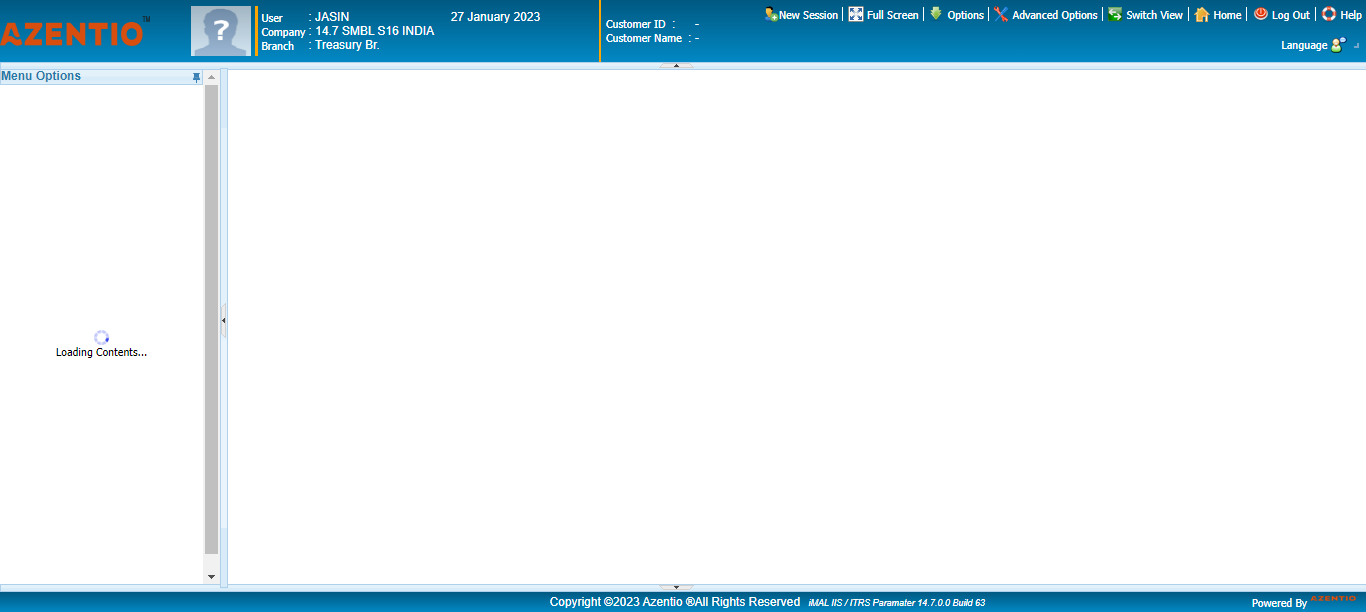 AZENTIO™
?
User : JASIN 27 January 2023
Company : 14.7 SMBL S16 INDIA
Branch : Treasury Br.
Customer ID : -
Customer Name : -
New Session | Full Screen | Options | Advanced Options | Switch View | Home | Log Out | Help
Language
Menu Options
Loading Contents...
Copyright ©2023 Azentio ®All Rights Reserved iMAL IIS / ITRS Paramater 14.7.0.0 Build 63
Powered By AZENTIO